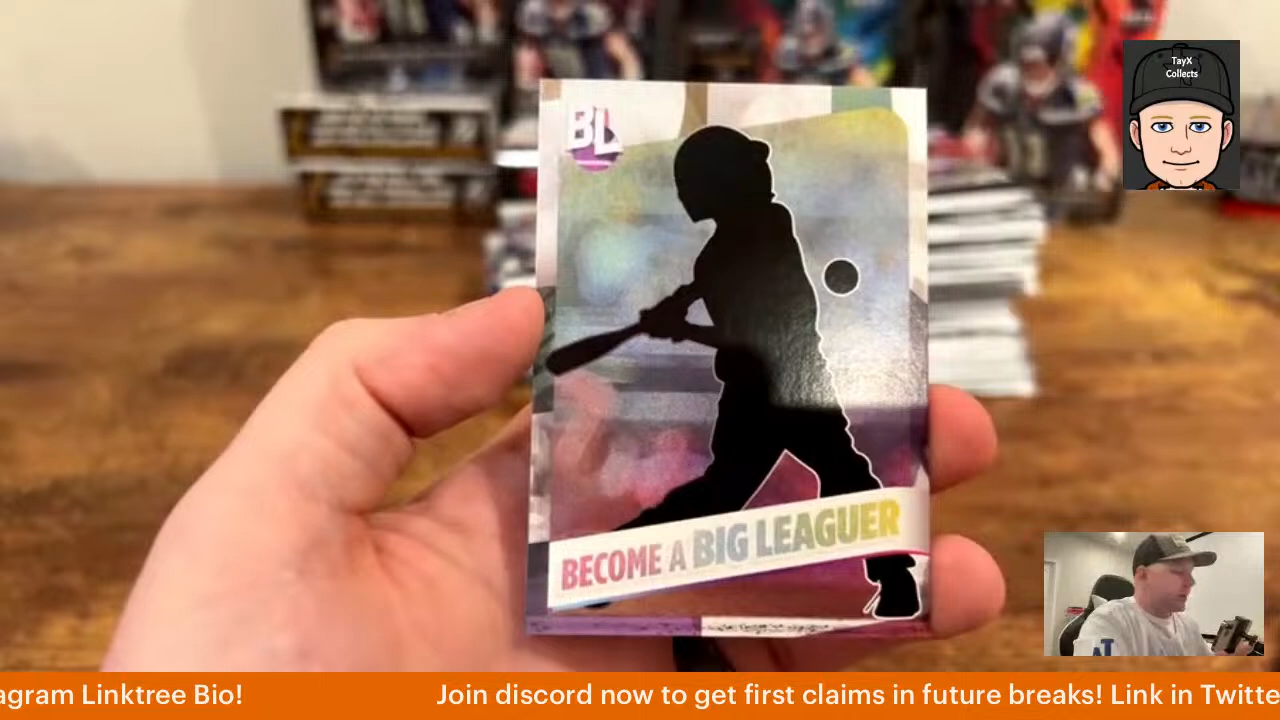 TayX
Collects
BL
BECOME A BIG LEAGUER
agram Linktree Bio! Join discord now to get first claims in future breaks! Link in Twitte